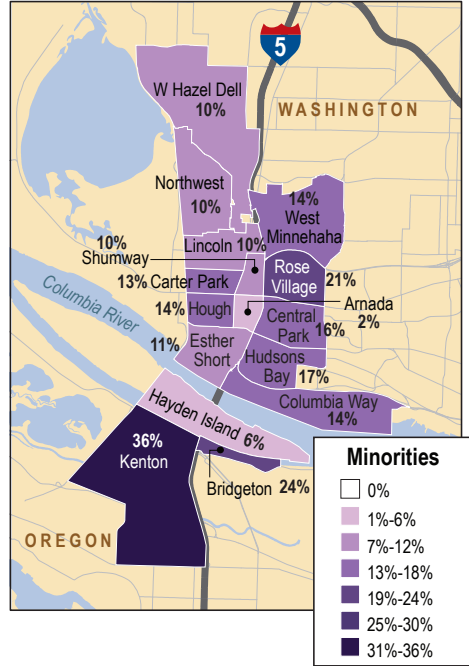 5
W Hazel Dell
10%
WASHINGTON
Northwest
10%
14%
West
Minnehaha
10%
Shumway
Lincoln 10%
Rose
Village
21%
13% Carter Park
Arnada
2%
14% Hough
Central
Park
16%
Columbia River
11%
Esther
Short
Hudsons
Bay
17%
Columbia Way
14%
Hayden Island 6%
36%
Kenton
Bridgeton 24%
OREGON
Minorities
0%
1%-6%
7%-12%
13%-18%
19%-24%
25%-30%
31%-36%